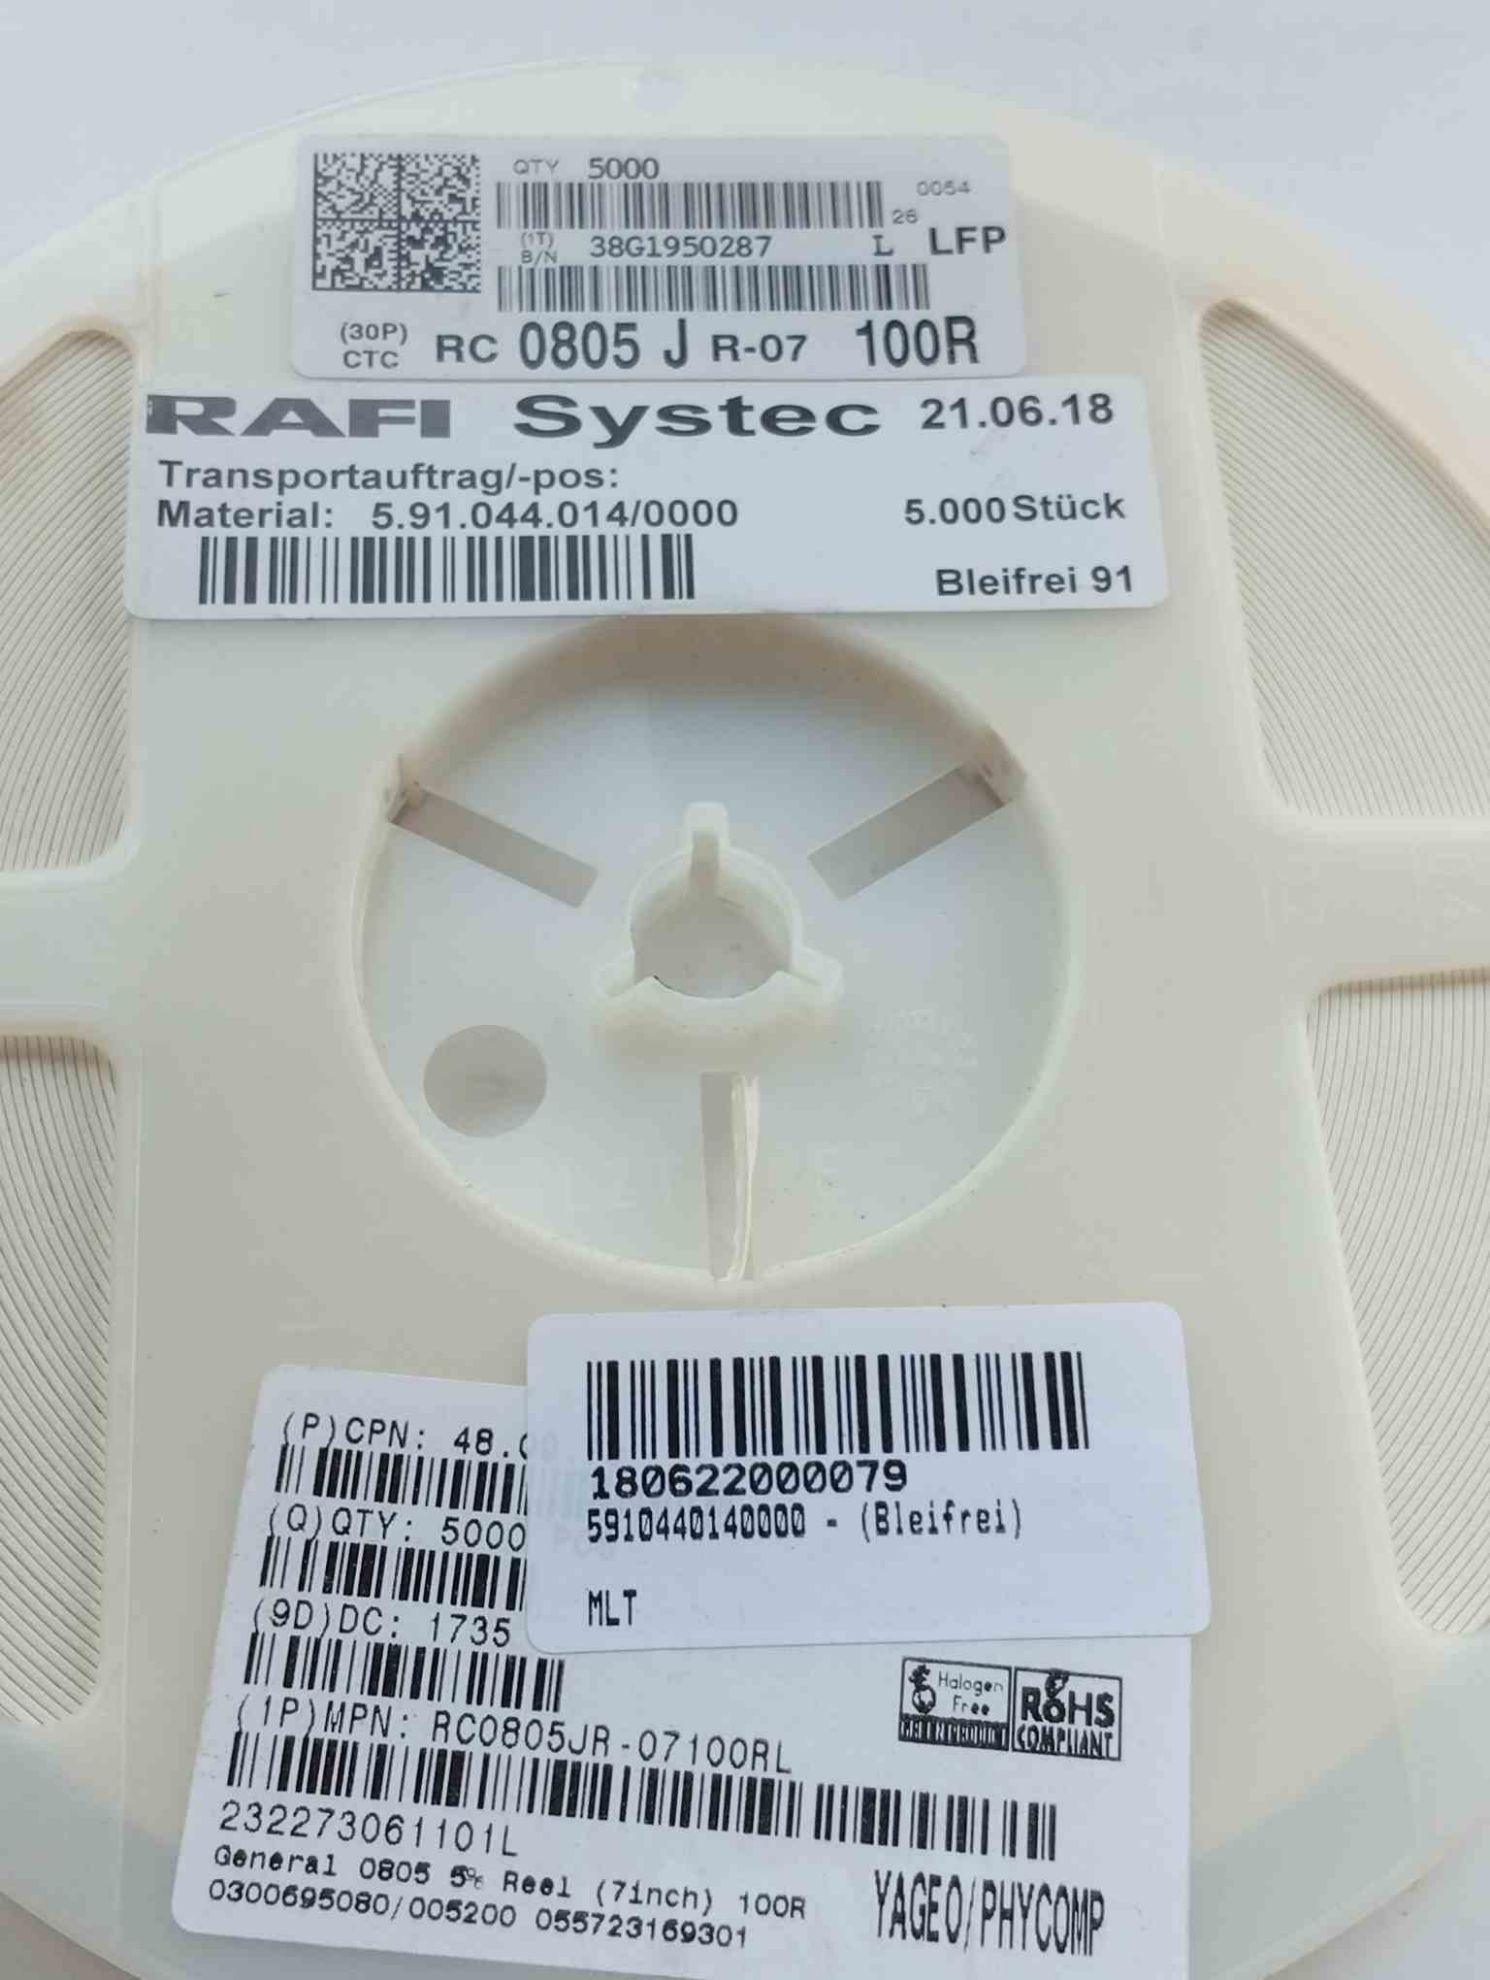 QTY 5000
0054
26
(1T)
B/N 38G1950287 L LFP
(30P)
CTC RC 0805 J R-07 100R
RAFI Systec 21.06.18
Transportauftrag/-pos:
Material: 5.91.044.014/0000 5.000 Stück
Bleifrei 91
180622000079
5910440140000 - (Bleifrei)
MLT
(P)CPN: 48.
(Q)QTY: 5000
(9D)DC: 1735
(1P)MPN: RC0805JR-07100RL
Halogen
Free
GREEN PRODUCT
RoHS
COMPLIANT
232273061101L
General 0805 5% Reel (7inch) 100R
0300695080/005200 055723169301
YAGEO/PHYCOMP